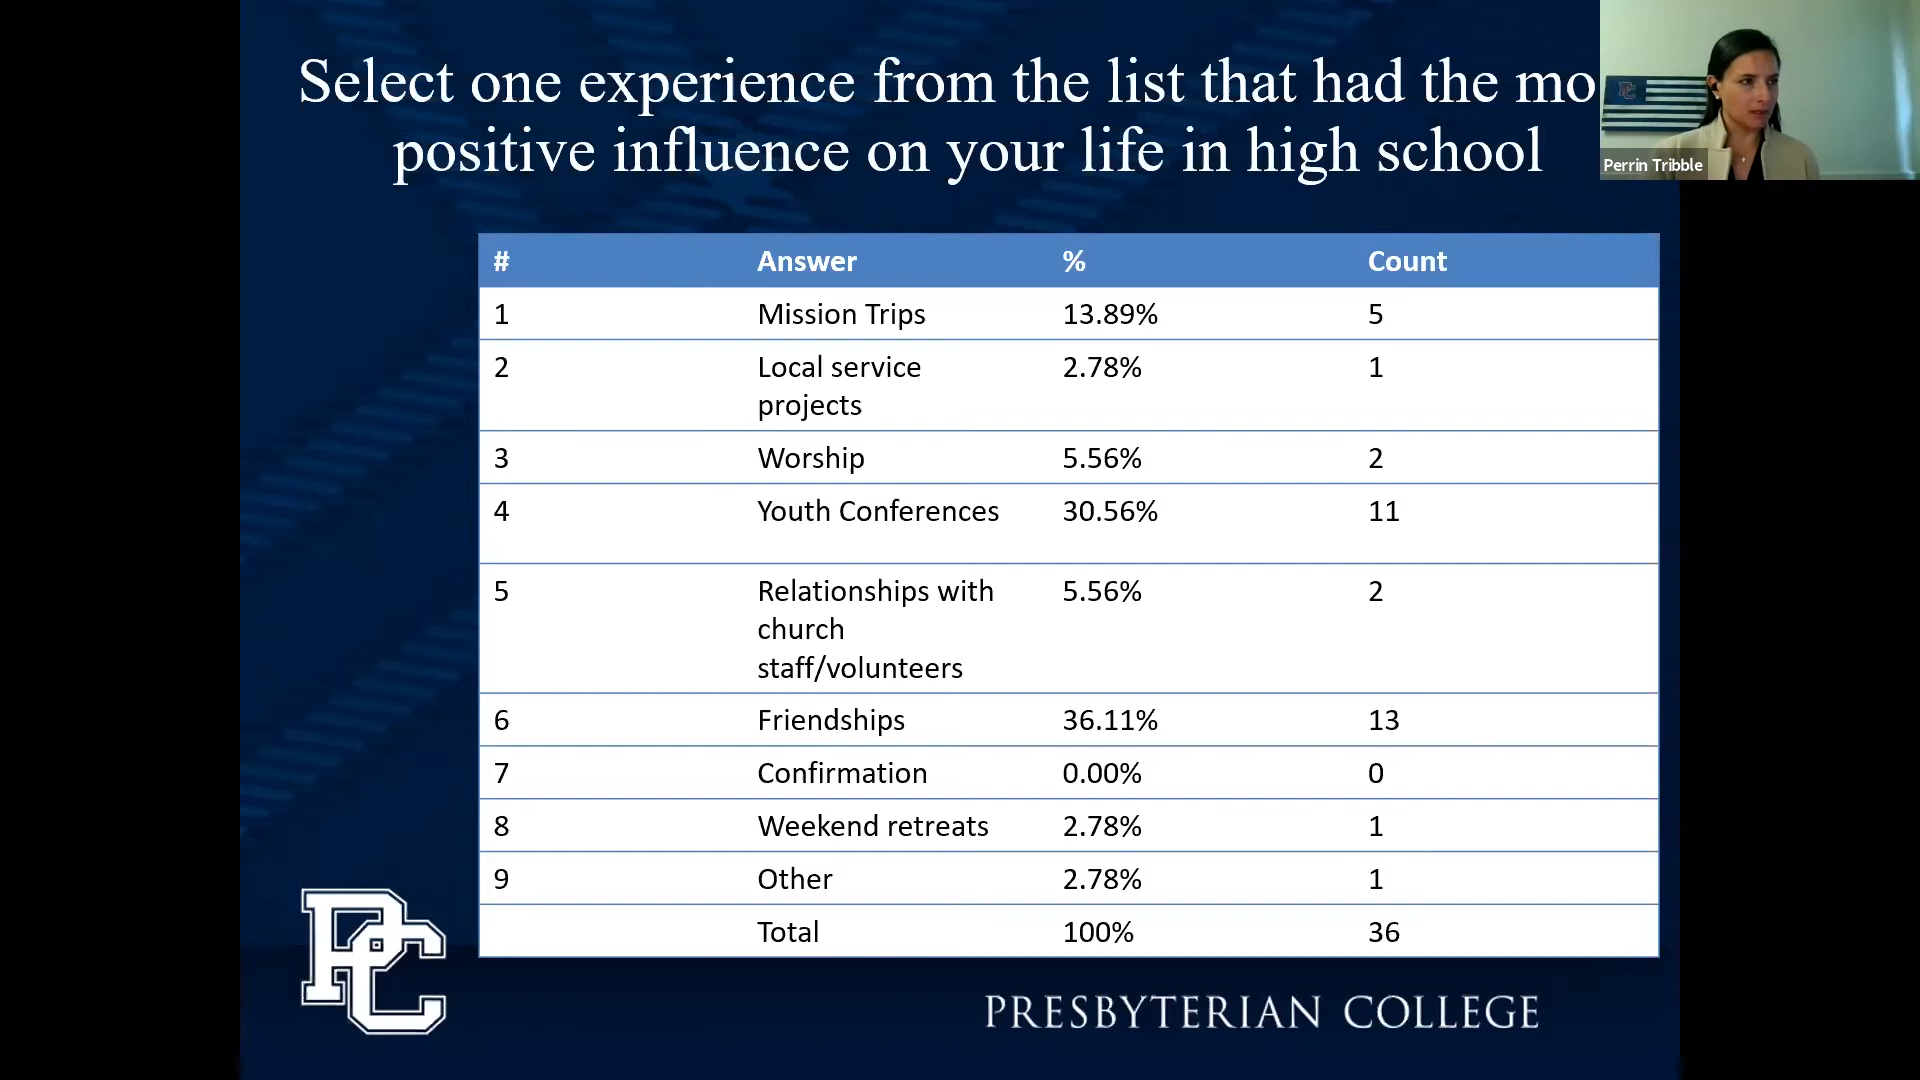 Select one experience from the list that had the mo
positive influence on your life in high school
Perrin Tribble
# Answer % Count
1 Mission Trips 13.89% 5
2 Local service 2.78% 1
projects
3 Worship 5.56% 2
4 Youth Conferences 30.56% 11
5 Relationships with 5.56% 2
church
staff/volunteers
6 Friendships 36.11% 13
7 Confirmation 0.00% 0
8 Weekend retreats 2.78% 1
9 Other 2.78% 1
Total 100% 36
PC
PRESBYTERIAN COLLEGE